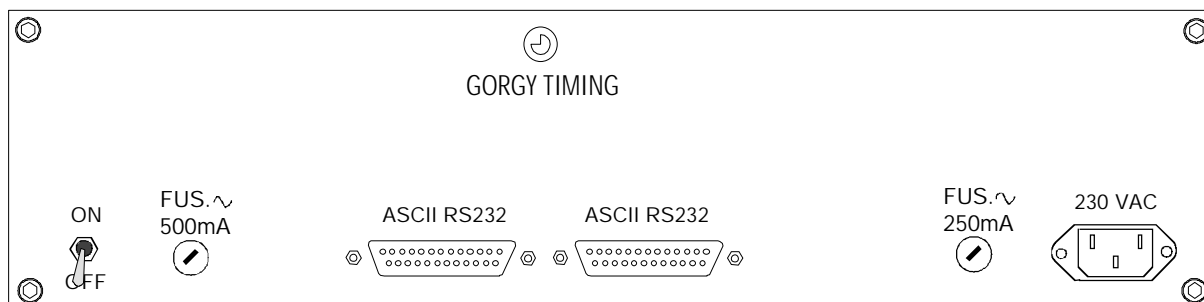 GORGY TIMING
ON
OFF
FUS.∿
500mA
ASCII RS232
ASCII RS232
FUS.∿
250mA
230 VAC